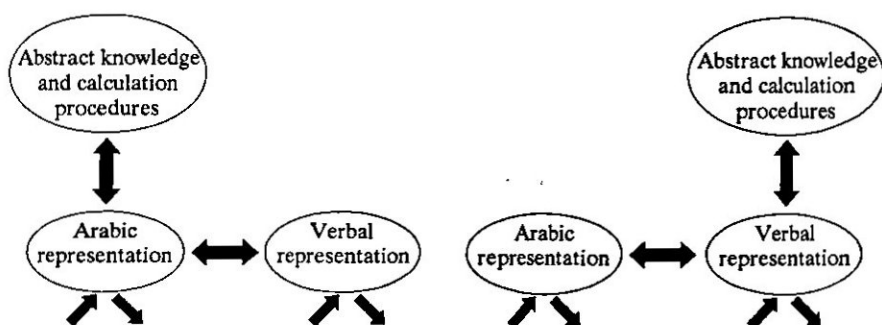 Abstract knowledge
and calculation
procedures
Arabic
representation
Verbal
representation
Abstract knowledge
and calculation
procedures
Arabic
representation
Verbal
representation